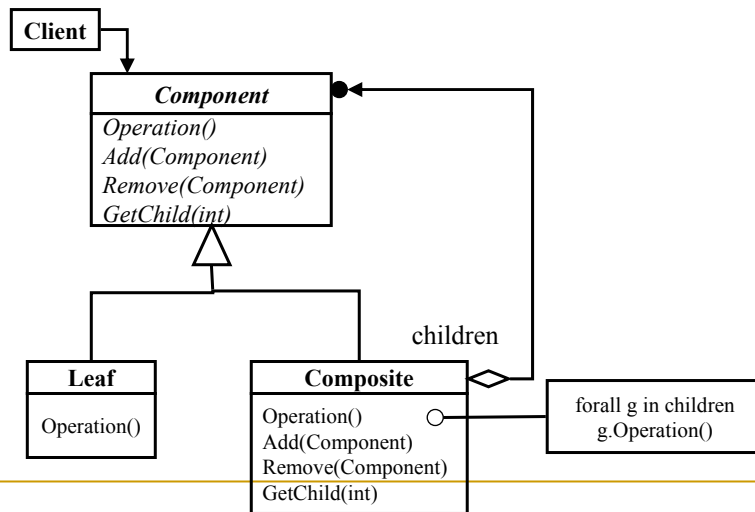 Client
Component
Operation()
Add(Component)
Remove(Component)
GetChild(int)
children
Leaf
Operation()
Composite
Operation()
Add(Component)
Remove(Component)
GetChild(int)
forall g in children
g.Operation()